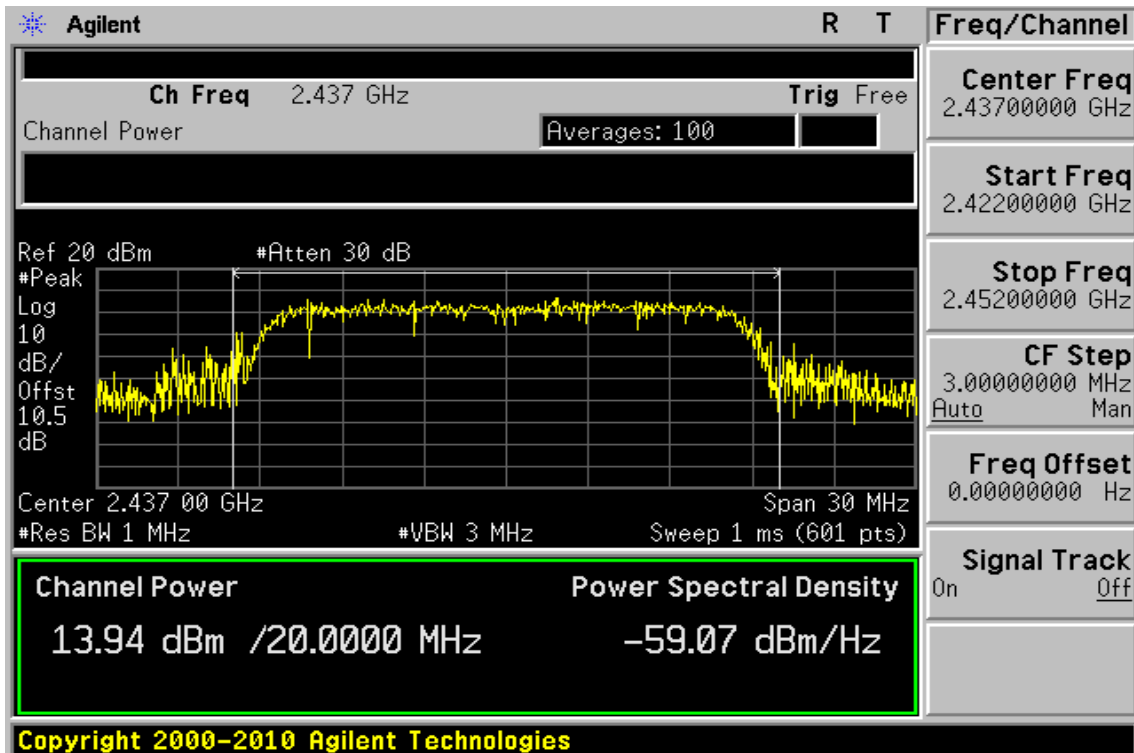 Agilent R T Freq/Channel
Ch Freq 2.437 GHz Trig Free
Channel Power Averages: 100
Ref 20 dBm #Atten 30 dB
#Peak
Log
10
dB/
Offst
10.5
dB
Center 2.437 00 GHz Span 30 MHz
#Res BW 1 MHz #VBW 3 MHz Sweep 1 ms (601 pts)
Channel Power Power Spectral Density
13.94 dBm /20.0000 MHz -59.07 dBm/Hz
Center Freq
2.43700000 GHz
Start Freq
2.42200000 GHz
Stop Freq
2.45200000 GHz
CF Step
3.00000000 MHz
Auto Man
Freq Offset
0.00000000 Hz
Signal Track
On Off
Copyright 2000-2010 Agilent Technologies